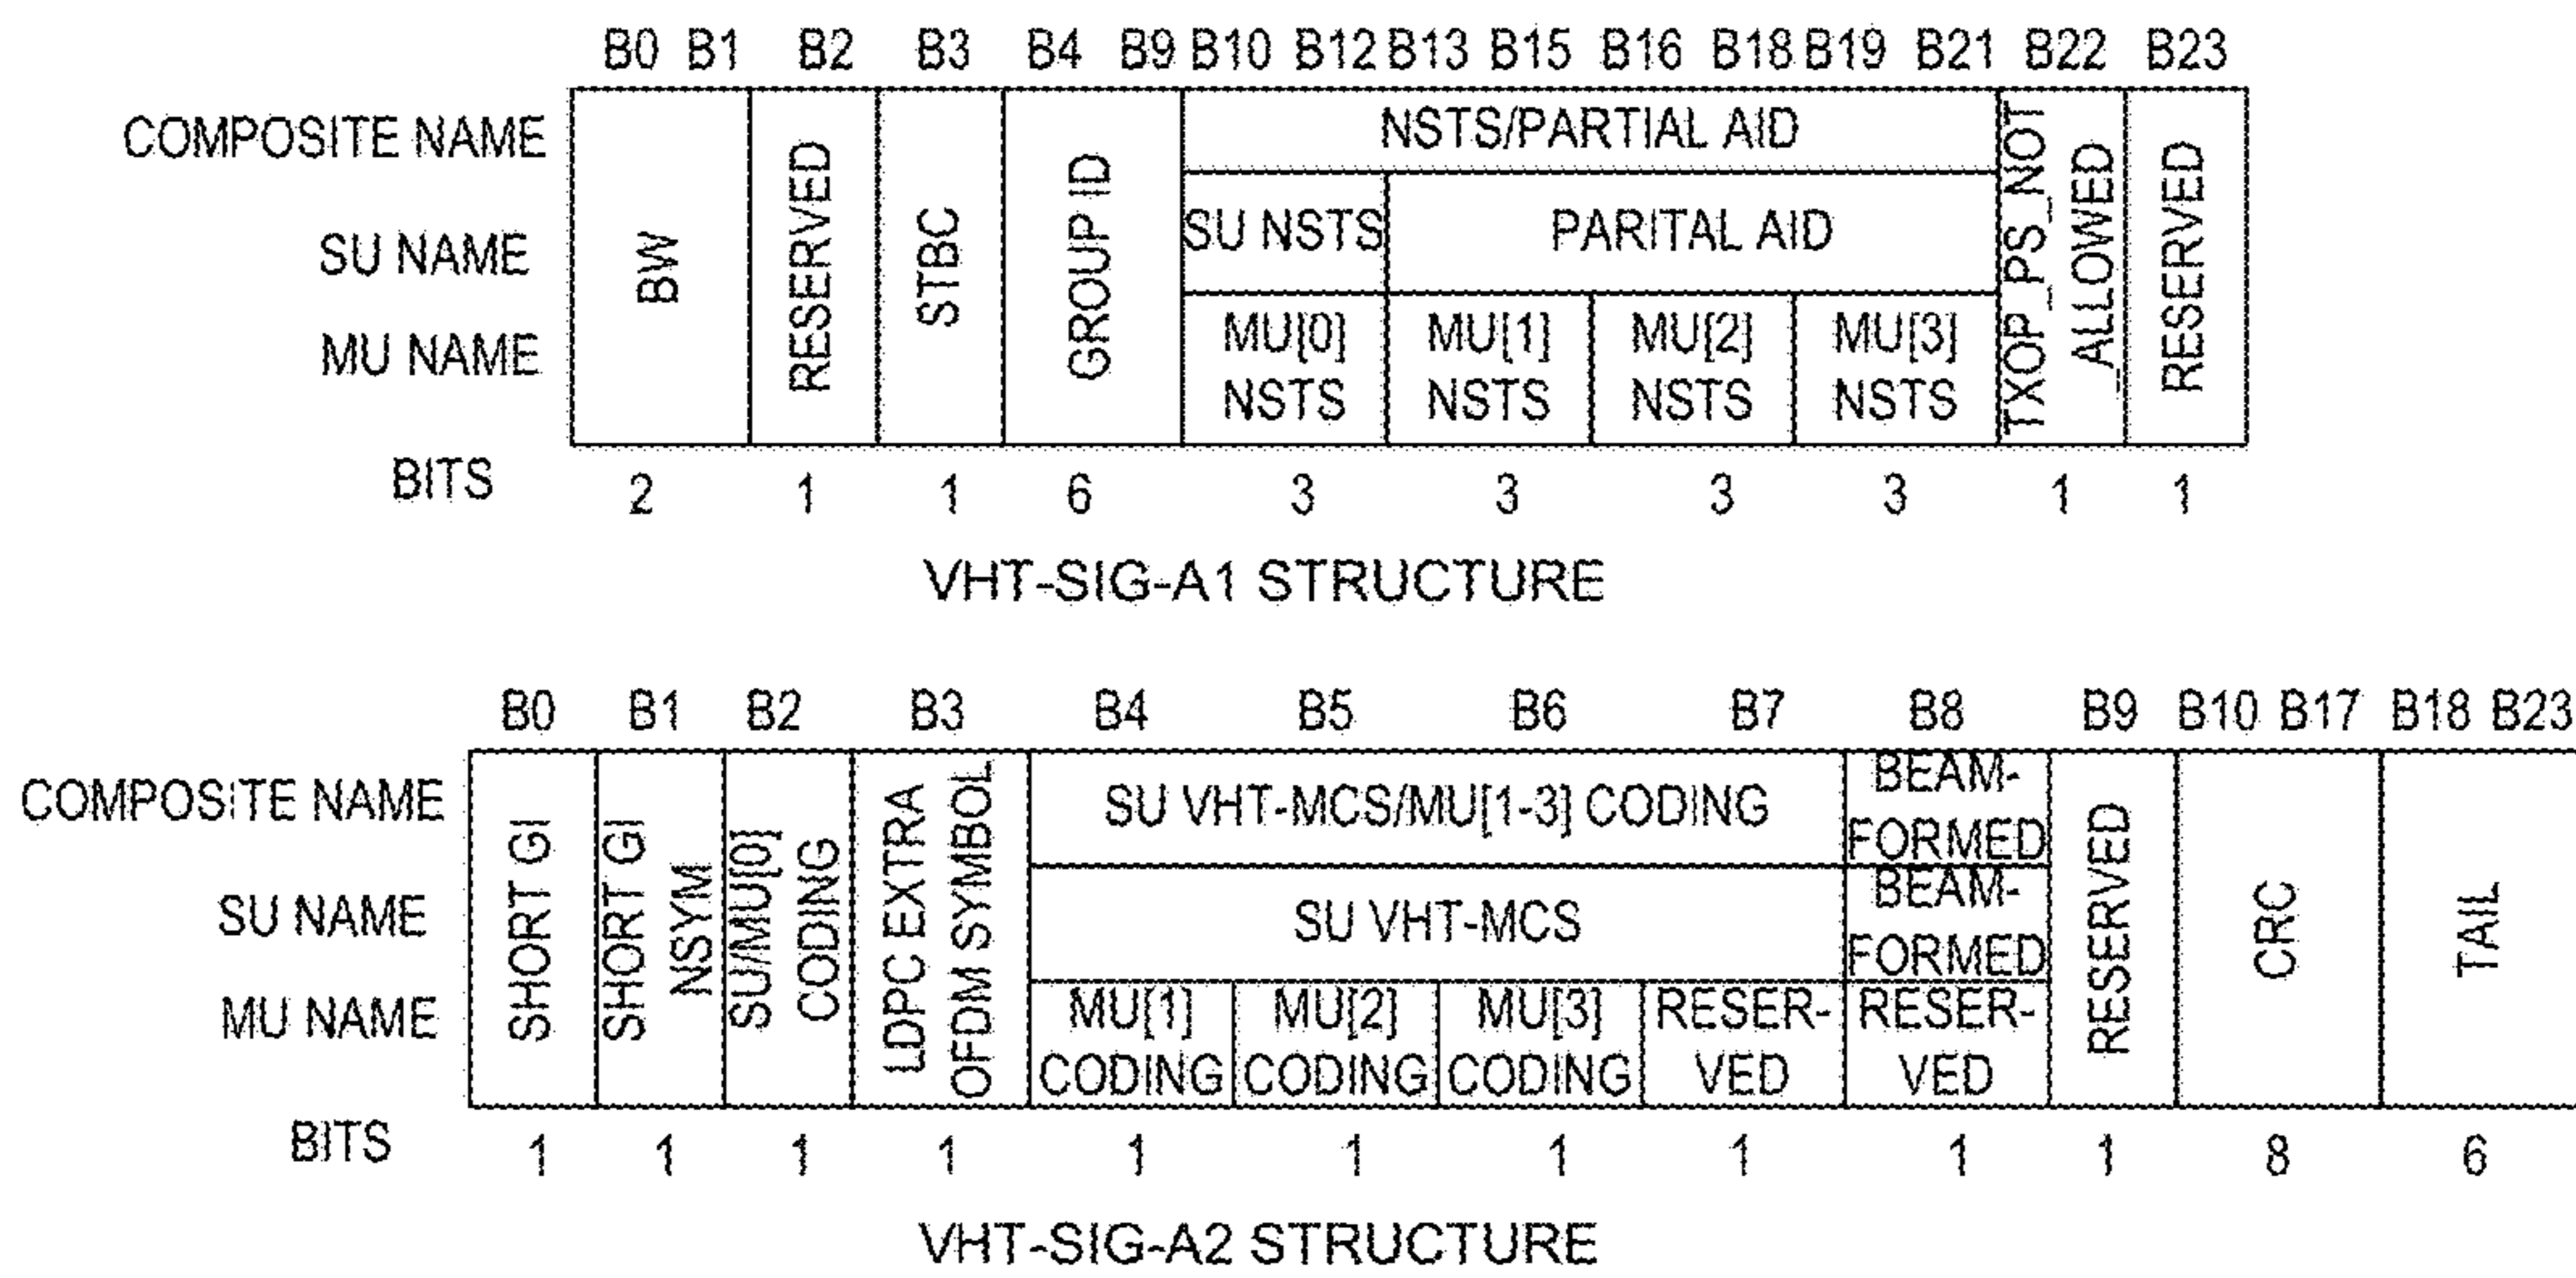 B0 B1 B2 B3 B4 B9 B10 B12 B13 B15 B16 B18 B19 B21 B22 B23
COMPOSITE NAME
SU NAME
MU NAME
BW
RESERVED
STBC
GROUP ID
NSTS/PARTIAL AID
SU NSTS
PARITAL AID
MU[0]
NSTS
MU[1]
NSTS
MU[2]
NSTS
MU[3]
NSTS
TXOP_PS_NOT
_ALLOWED
RESERVED
BITS 2 1 1 6 3 3 3 3 1 1
VHT-SIG-A1 STRUCTURE
B0 B1 B2 B3 B4 B5 B6 B7 B8 B9 B10 B17 B18 B23
COMPOSITE NAME
SU NAME
MU NAME
SHORT GI
SHORT GI
NSYM
SU/MU[0]
CODING
LDPC EXTRA
OFDM SYMBOL
SU VHT-MCS/MU[1-3] CODING
BEAM-
FORMED
SU VHT-MCS
BEAM-
FORMED
MU[1]
CODING
MU[2]
CODING
MU[3]
CODING
RESER-
VED
RESER-
VED
RESERVED
CRC
TAIL
BITS 1 1 1 1 1 1 1 1 1 1 8 6
VHT-SIG-A2 STRUCTURE